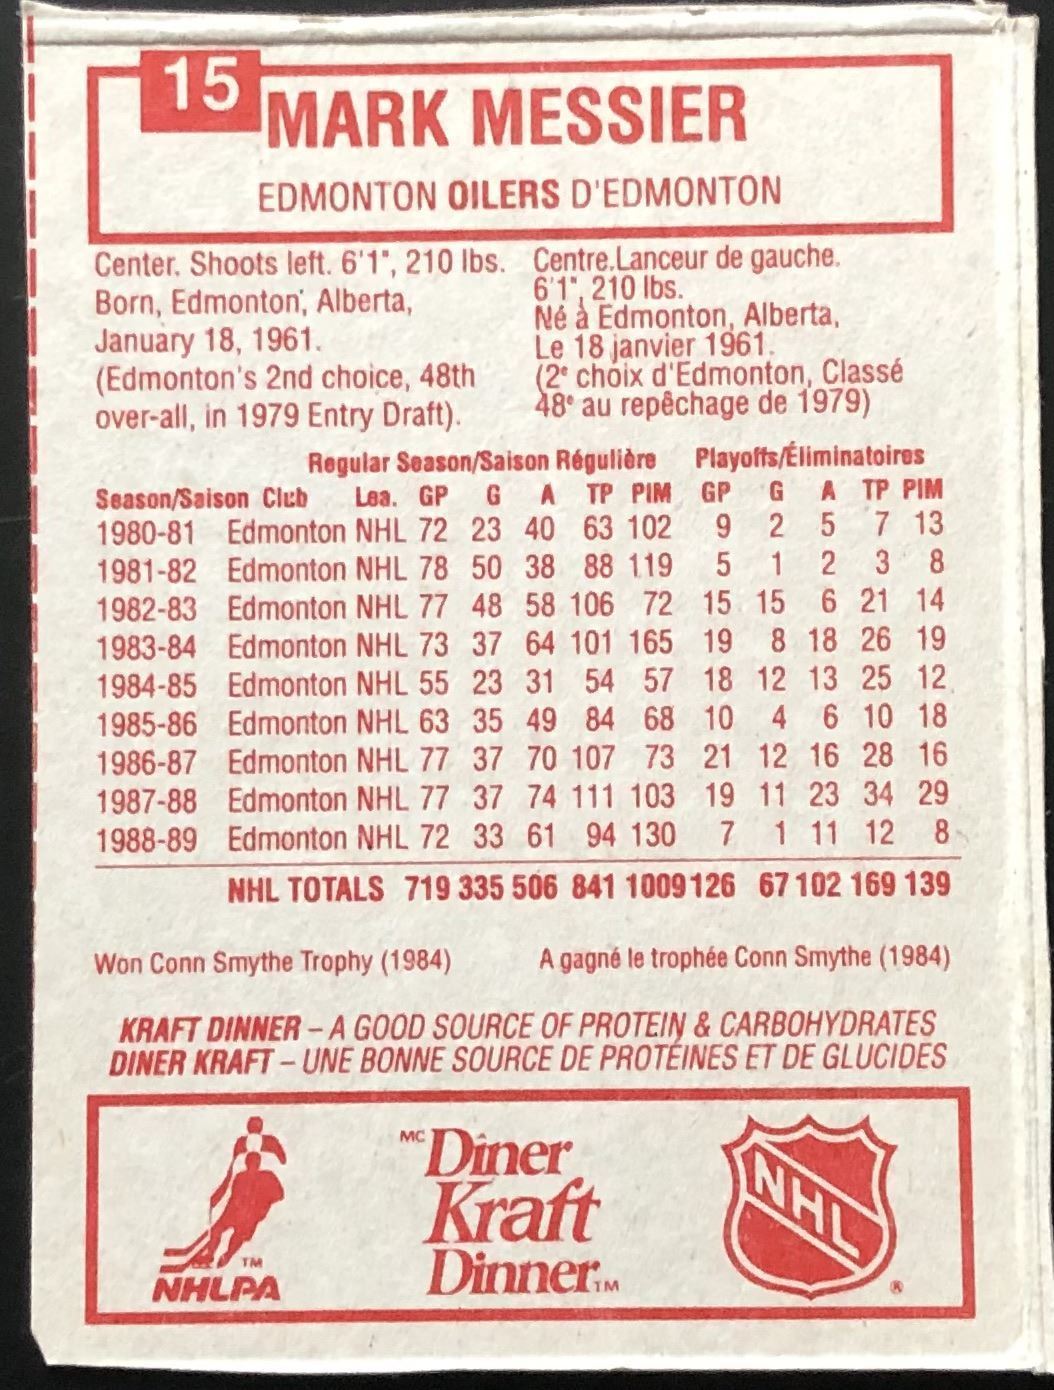 15
MARK MESSIER
EDMONTON OILERS D'EDMONTON
Center. Shoots left. 6'1", 210 lbs.
Born, Edmonton, Alberta,
January 18, 1961.
(Edmonton's 2nd choice, 48th
over-all, in 1979 Entry Draft).
Centre.Lanceur de gauche.
6'1", 210 lbs.
Né à Edmonton, Alberta,
Le 18 janvier 1961.
(2e choix d'Edmonton, Classé
48e au repêchage de 1979)
Regular Season/Saison Régulière Playoffs/Éliminatoires
Season/Saison Club Lea. GP G A TP PIM GP G A TP PIM
1980-81 Edmonton NHL 72 23 40 63 102 9 2 5 7 13
1981-82 Edmonton NHL 78 50 38 88 119 5 1 2 3 8
1982-83 Edmonton NHL 77 48 58 106 72 15 15 6 21 14
1983-84 Edmonton NHL 73 37 64 101 165 19 8 18 26 19
1984-85 Edmonton NHL 55 23 31 54 57 18 12 13 25 12
1985-86 Edmonton NHL 63 35 49 84 68 10 4 6 10 18
1986-87 Edmonton NHL 77 37 70 107 73 21 12 16 28 16
1987-88 Edmonton NHL 77 37 74 111 103 19 11 23 34 29
1988-89 Edmonton NHL 72 33 61 94 130 7 1 11 12 8
NHL TOTALS 719 335 506 841 1009 126 67 102 169 139
Won Conn Smythe Trophy (1984) A gagné le trophée Conn Smythe (1984)
KRAFT DINNER – A GOOD SOURCE OF PROTEIN & CARBOHYDRATES
DINER KRAFT – UNE BONNE SOURCE DE PROTÉINES ET DE GLUCIDES
TM
NHLPA
MC Dîner
Kraft
Dinner TM
NHL
®